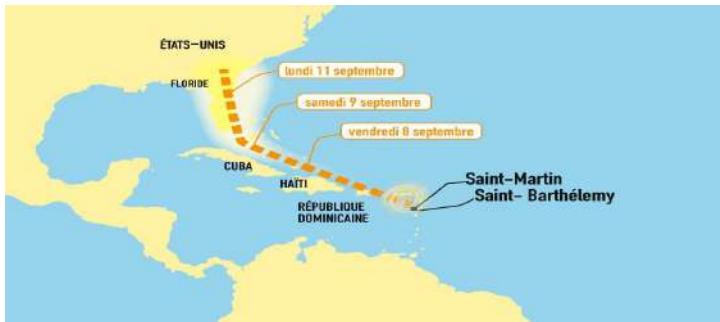 ÉTATS-UNIS
lundi 11 septembre
FLORIDE
samedi 9 septembre
vendredi 8 septembre
CUBA
HAÏTI
Saint-Martin
Saint- Barthélemy
RÉPUBLIQUE
DOMINICAINE